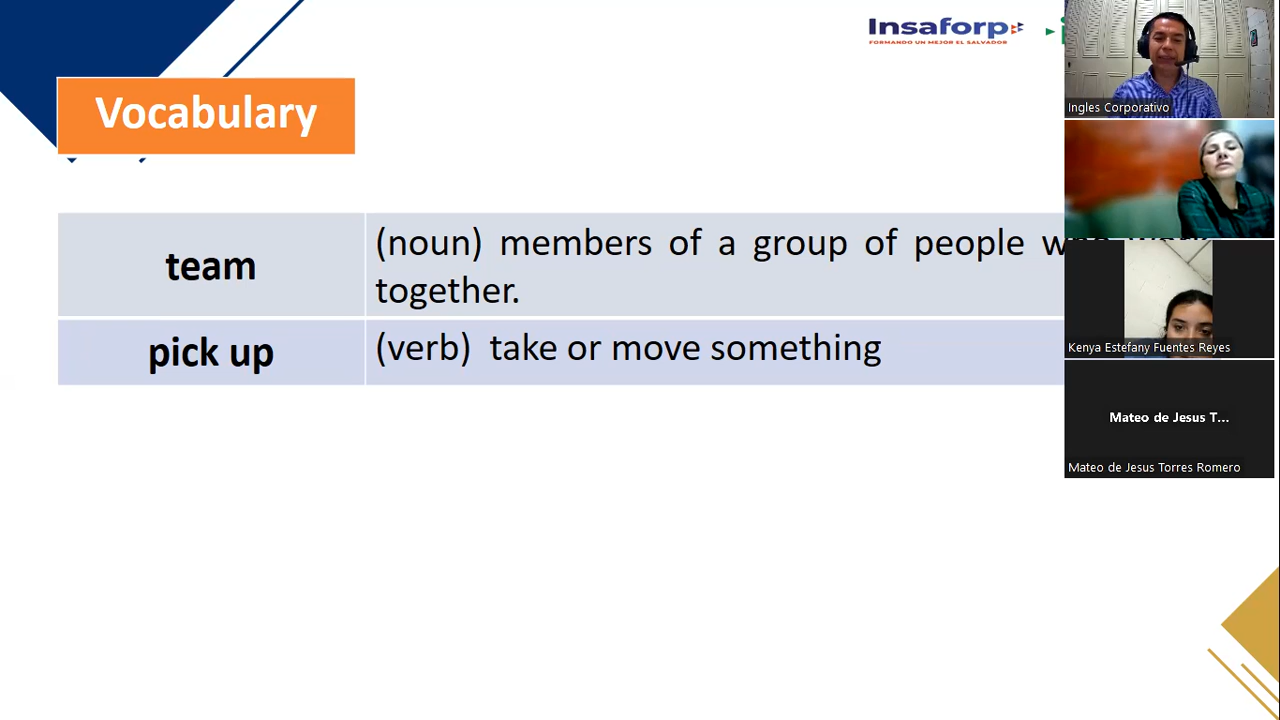 Insaforp
FORMANDO UN MEJOR EL SALVADOR
Vocabulary
team
(noun) members of a group of people
together.
pick up
(verb) take or move something
Ingles Corporativo
Kenya Estefany Fuentes Reyes
Mateo de Jesus T...
Mateo de Jesus Torres Romero